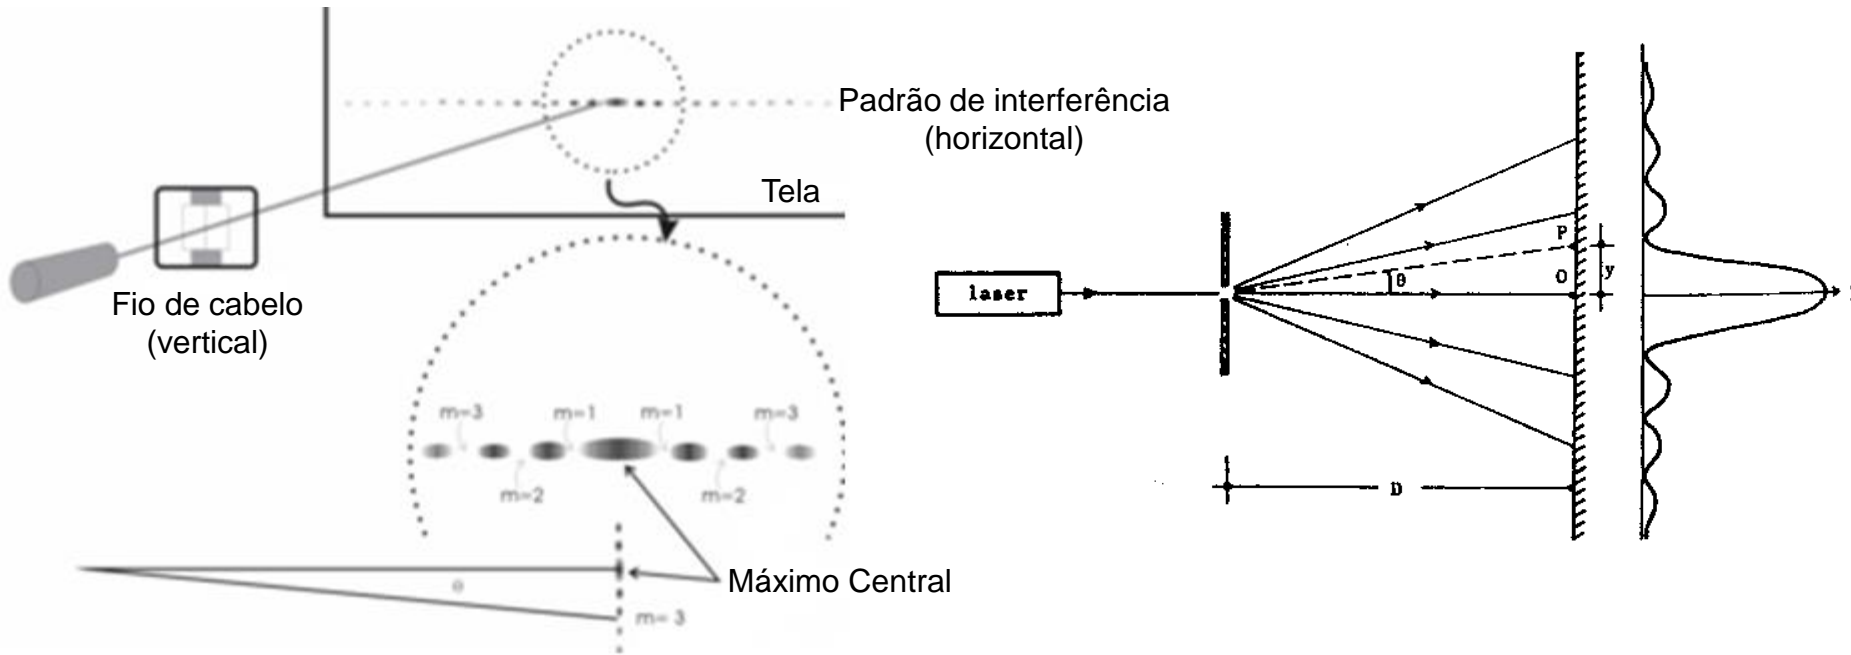 Padrão de interferência
(horizontal)
Tela
Fio de cabelo
(vertical)
m=3
m=1
m=1
m=3
m=2
m=2
θ
Máximo Central
m= 3
laser
P
O
y
θ
D